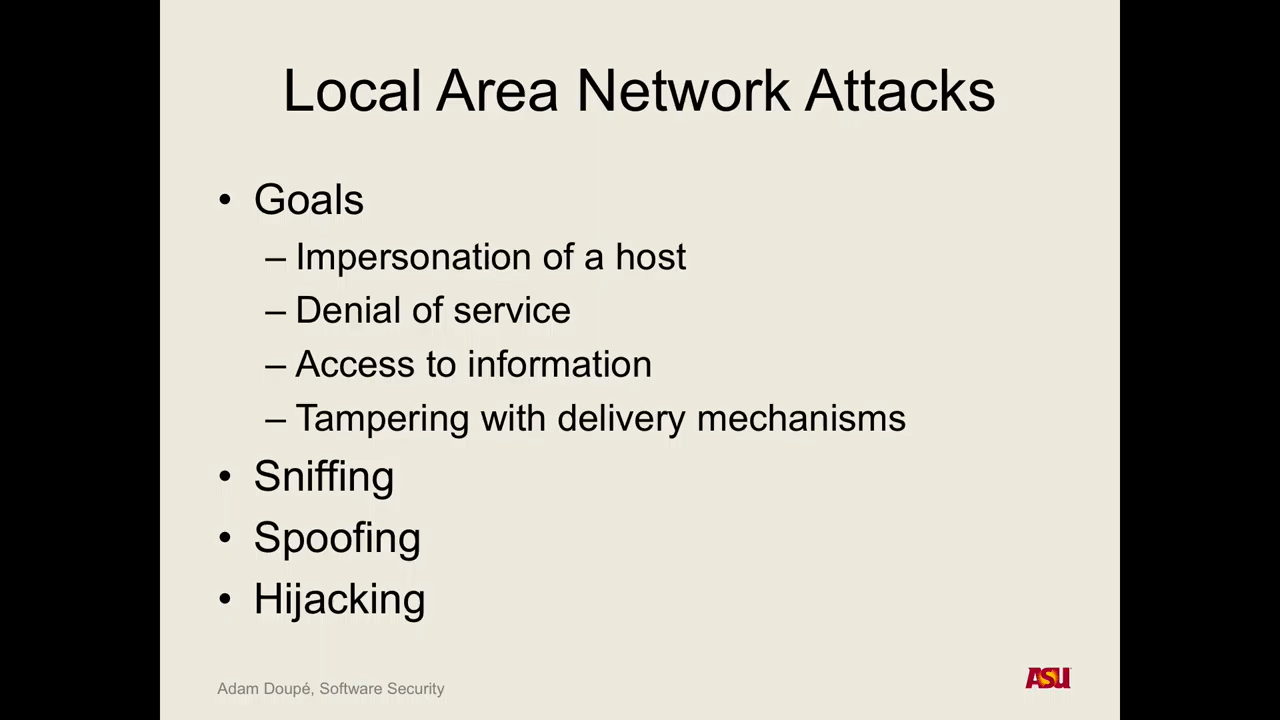 Local Area Network Attacks
• Goals
– Impersonation of a host
– Denial of service
– Access to information
– Tampering with delivery mechanisms
• Sniffing
• Spoofing
• Hijacking
Adam Doupé, Software Security
ASU